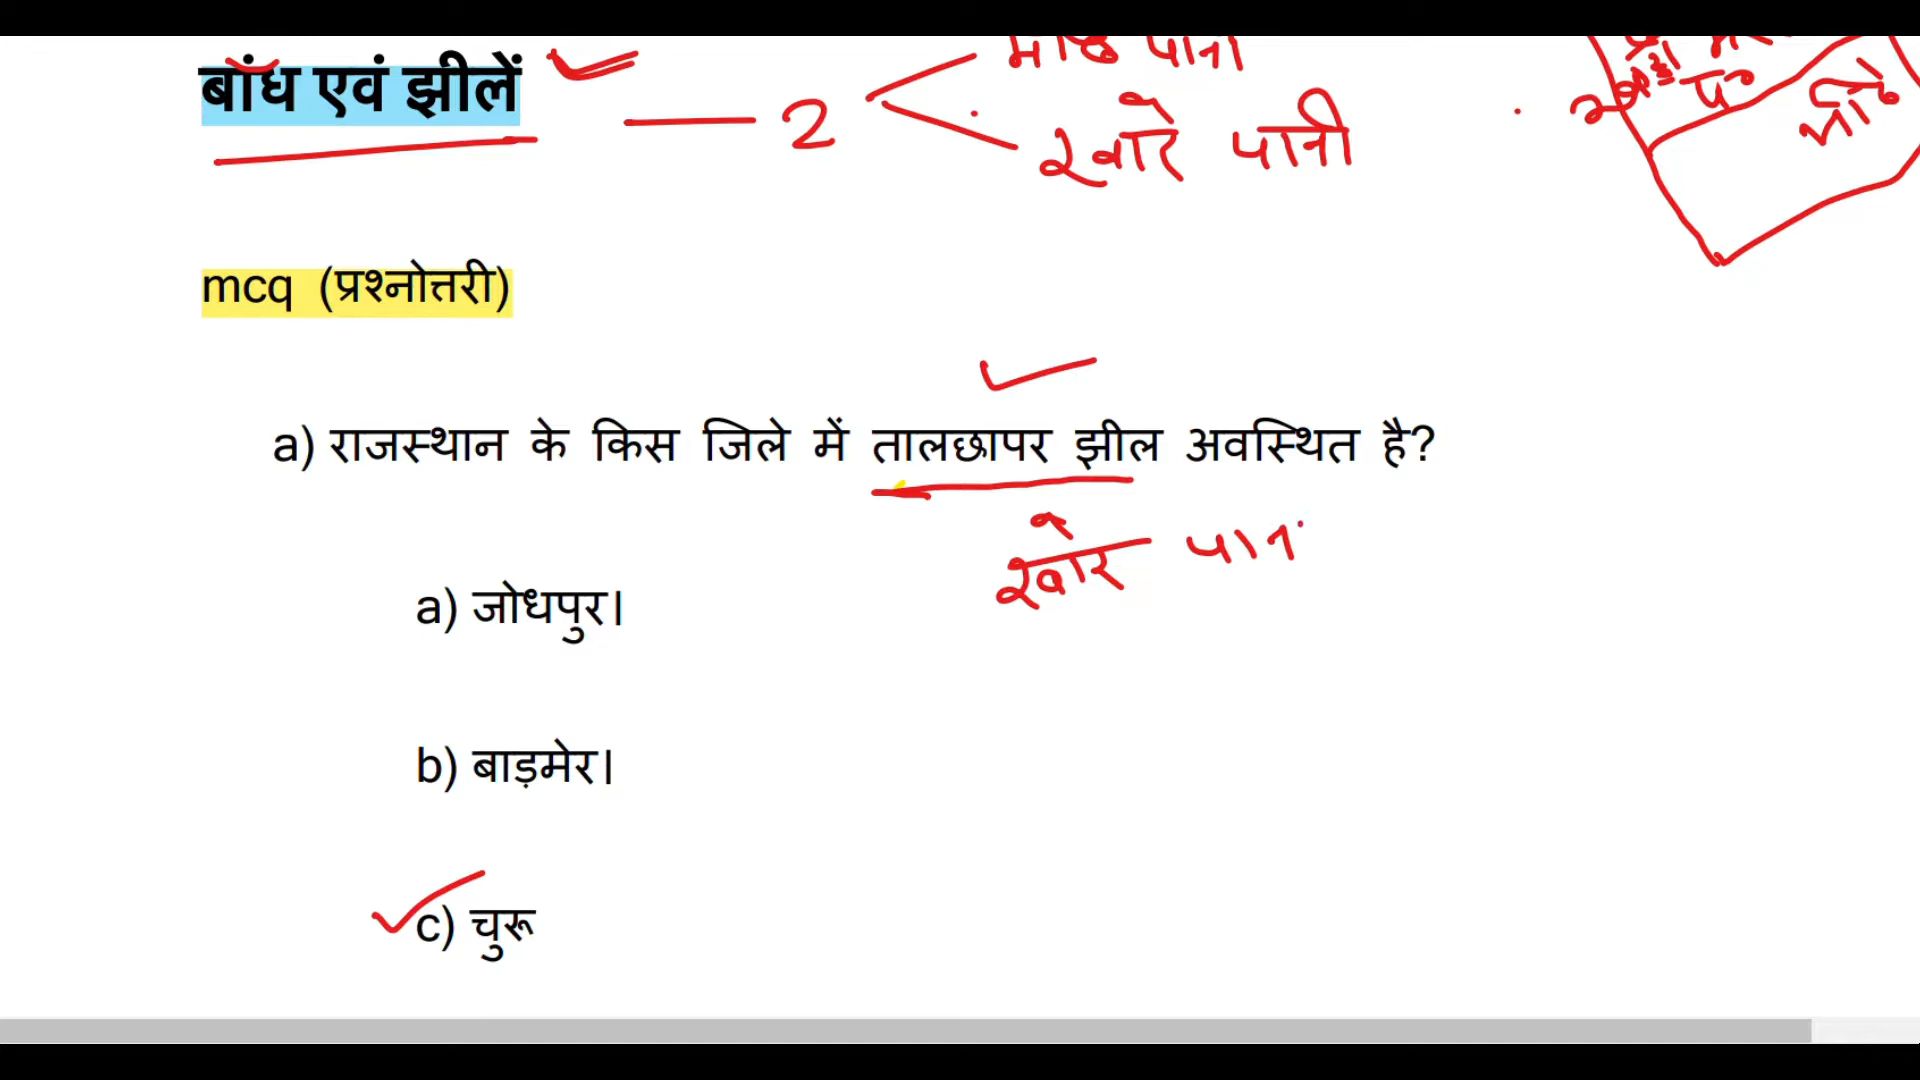 बाँध एवं झीलें
2
पानी
खारे पानी
mcq (प्रश्नोत्तरी)
a) राजस्थान के किस जिले में तालछापर झील अवस्थित है?
खारे पान
a) जोधपुर।
b) बाड़मेर।
c) चुरू